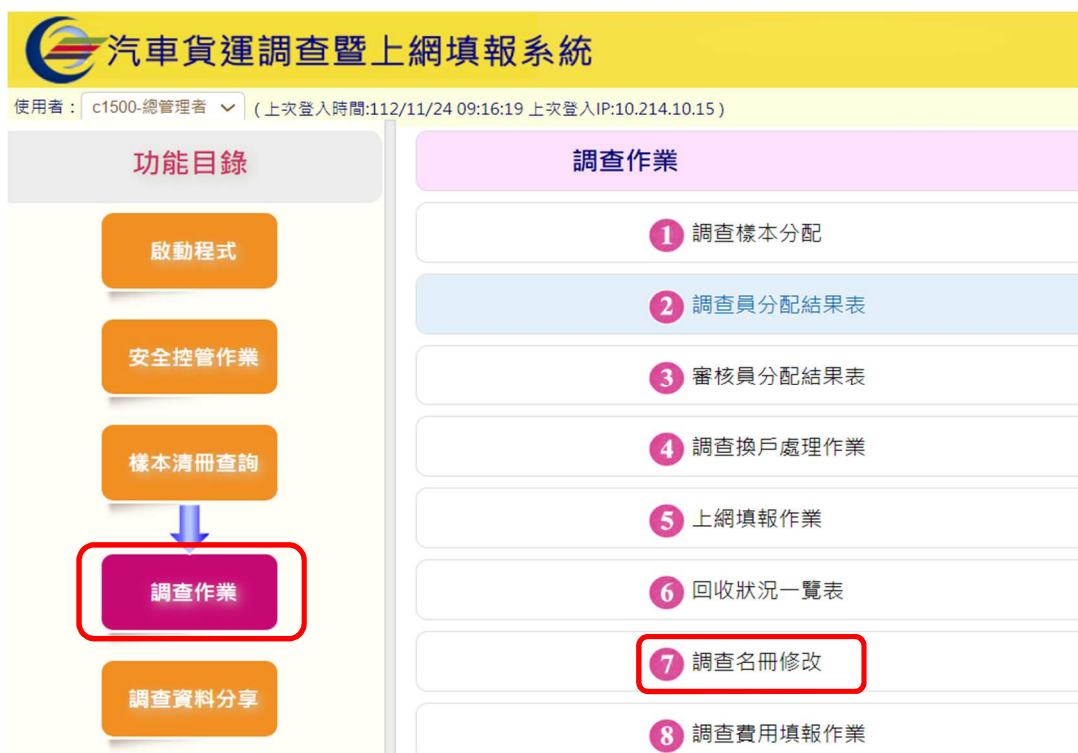 汽車貨運調查暨上網填報系統
使用者： c1500-總管理者 (上次登入時間:112/11/24 09:16:19 上次登入IP:10.214.10.15)
功能目錄
啟動程式
安全控管作業
樣本清冊查詢
調查作業
調查資料分享
調查作業
1 調查樣本分配
2 調查員分配結果表
3 審核員分配結果表
4 調查換戶處理作業
5 上網填報作業
6 回收狀況一覽表
7 調查名冊修改
8 調查費用填報作業